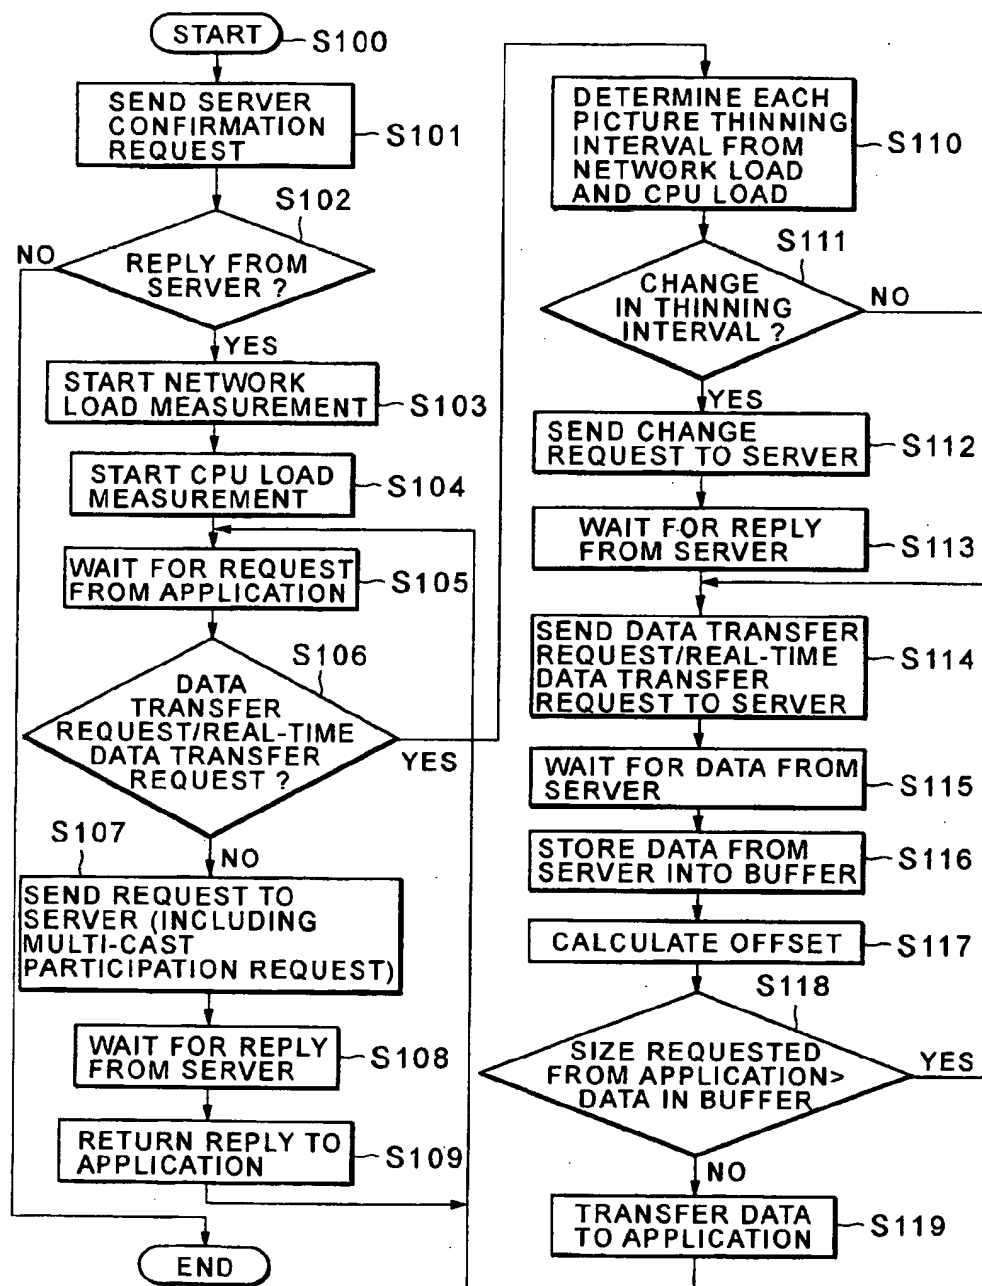 START
S100
SEND SERVER
CONFIRMATION
REQUEST
S101
S102
NO
REPLY FROM
SERVER ?
YES
START NETWORK
LOAD MEASUREMENT
S103
START CPU LOAD
MEASUREMENT
S104
WAIT FOR REQUEST
FROM APPLICATION
S105
S106
DATA
TRANSFER
REQUEST/REAL-TIME
DATA TRANSFER
REQUEST ?
YES
S107
NO
SEND REQUEST TO
SERVER (INCLUDING
MULTI-CAST
PARTICIPATION REQUEST)
WAIT FOR REPLY
FROM SERVER
S108
RETURN REPLY TO
APPLICATION
S109
END
DETERMINE EACH
PICTURE THINNING
INTERVAL FROM
NETWORK LOAD
AND CPU LOAD
S110
S111
CHANGE
IN THINNING
INTERVAL ?
NO
YES
SEND CHANGE
REQUEST TO SERVER
S112
WAIT FOR REPLY
FROM SERVER
S113
SEND DATA TRANSFER
REQUEST/REAL-TIME
DATA TRANSFER
REQUEST TO SERVER
S114
WAIT FOR DATA FROM
SERVER
S115
STORE DATA FROM
SERVER INTO BUFFER
S116
CALCULATE OFFSET
S117
S118
SIZE REQUESTED
FROM APPLICATION>
DATA IN BUFFER
YES
NO
TRANSFER DATA
TO APPLICATION
S119